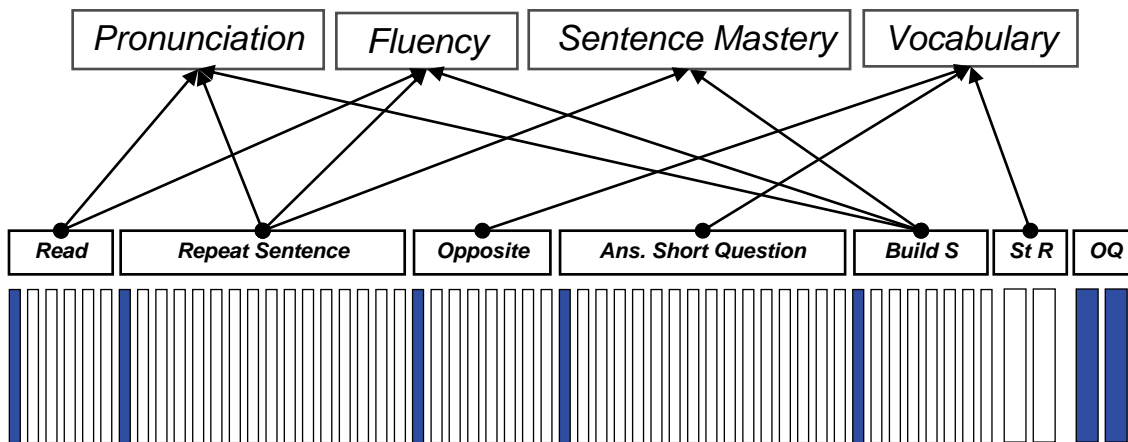 Pronunciation Fluency Sentence Mastery Vocabulary
Read Repeat Sentence Opposite Ans. Short Question Build S St R OQ